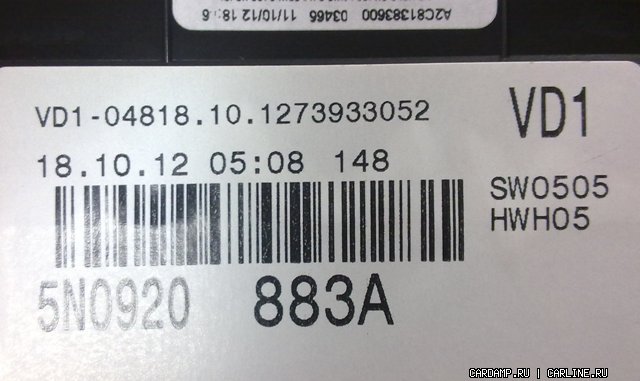 A2C81383600 03466 11/10/12 18:
VD1-04818.10.1273933052
VD1
18.10.12 05:08 148
SW0505
HWH05
5N0920 883A
CARDAMP.RU | CARLINE.RU